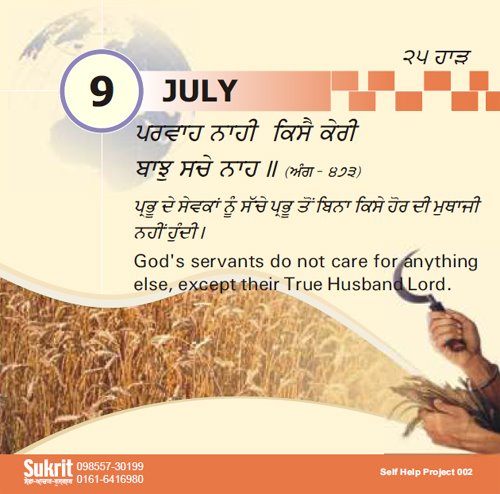 ੨੫ ਹਾੜ
9 JULY
ਪਰਵਾਹ ਨਾਹੀ ਕਿਸੈ ਕੇਰੀ
ਬਾਝੁ ਸਚੇ ਨਾਹ ॥ (ਅੰਗ - ੪੭੩)
ਪ੍ਰਭੂ ਦੇ ਸੇਵਕਾਂ ਨੂੰ ਸੱਚੇ ਪ੍ਰਭੂ ਤੋਂ ਬਿਨਾ ਕਿਸੇ ਹੋਰ ਦੀ ਮੁਥਾਜੀ
ਨਹੀਂ ਹੁੰਦੀ।
God's servants do not care for anything
else, except their True Husband Lord.
Sukrit 098557-30199
0161-6416980
Self Help Project 002